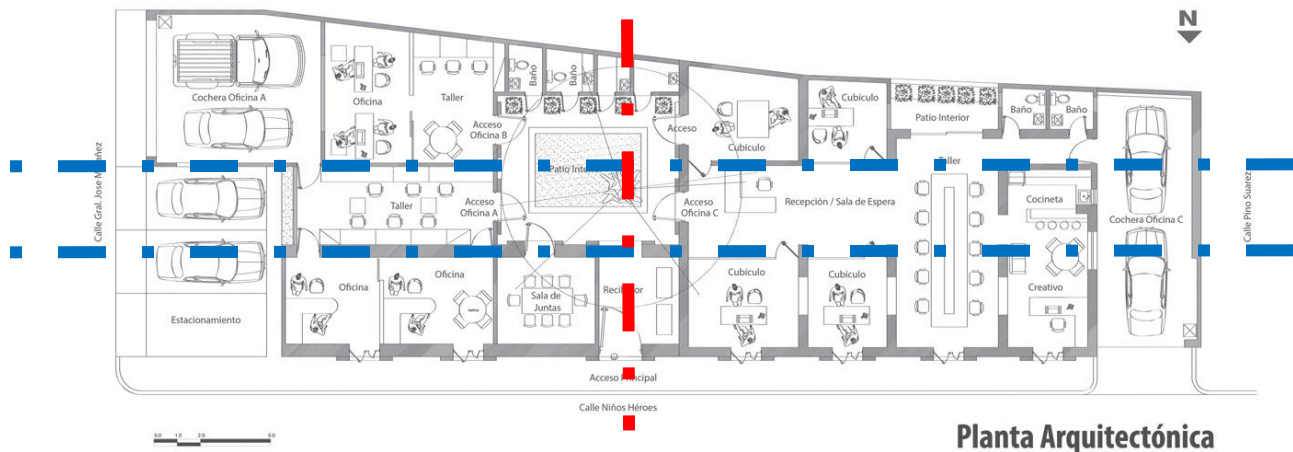 N
Cochera Oficina A
Oficina
Taller
Baño
Baño
Acceso
Oficina B
Acceso
Cubículo
Cubículo
Patio Interior
Baño
Baño
Taller
Calle Gral. Jose
Patio
Taller
Acceso
Oficina A
Acceso
Oficina C
Recepción / Sala de Espera
Cocineta
Cochera Oficina C
Calle Pino Suarez
Oficina
Oficina
Sala de
Juntas
Cubículo
Cubículo
Creativo
Estacionamiento
Acceso
Calle Niños Héroes
Planta Arquitectónica